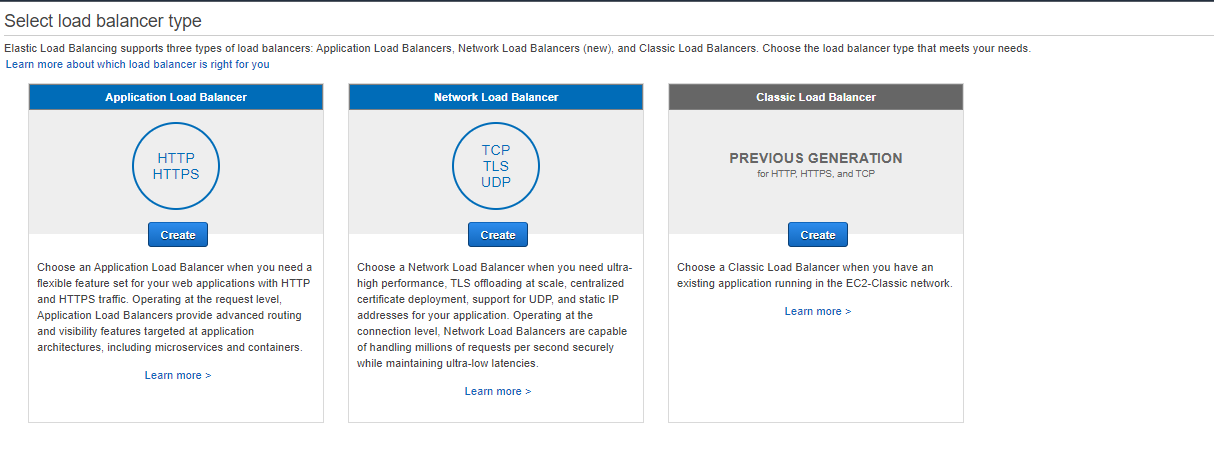 Select load balancer type
Elastic Load Balancing supports three types of load balancers: Application Load Balancers, Network Load Balancers (new), and Classic Load Balancers. Choose the load balancer type that meets your needs.
Learn more about which load balancer is right for you
Application Load Balancer
HTTP
HTTPS
Create
Choose an Application Load Balancer when you need a
flexible feature set for your web applications with HTTP
and HTTPS traffic. Operating at the request level,
Application Load Balancers provide advanced routing
and visibility features targeted at application
architectures, including microservices and containers.
Learn more >
Network Load Balancer
TCP
TLS
UDP
Create
Choose a Network Load Balancer when you need ultra-
high performance, TLS offloading at scale, centralized
certificate deployment, support for UDP, and static IP
addresses for your application. Operating at the
connection level, Network Load Balancers are capable
of handling millions of requests per second securely
while maintaining ultra-low latencies.
Learn more >
Classic Load Balancer
PREVIOUS GENERATION
for HTTP, HTTPS, and TCP
Create
Choose a Classic Load Balancer when you have an
existing application running in the EC2-Classic network.
Learn more >